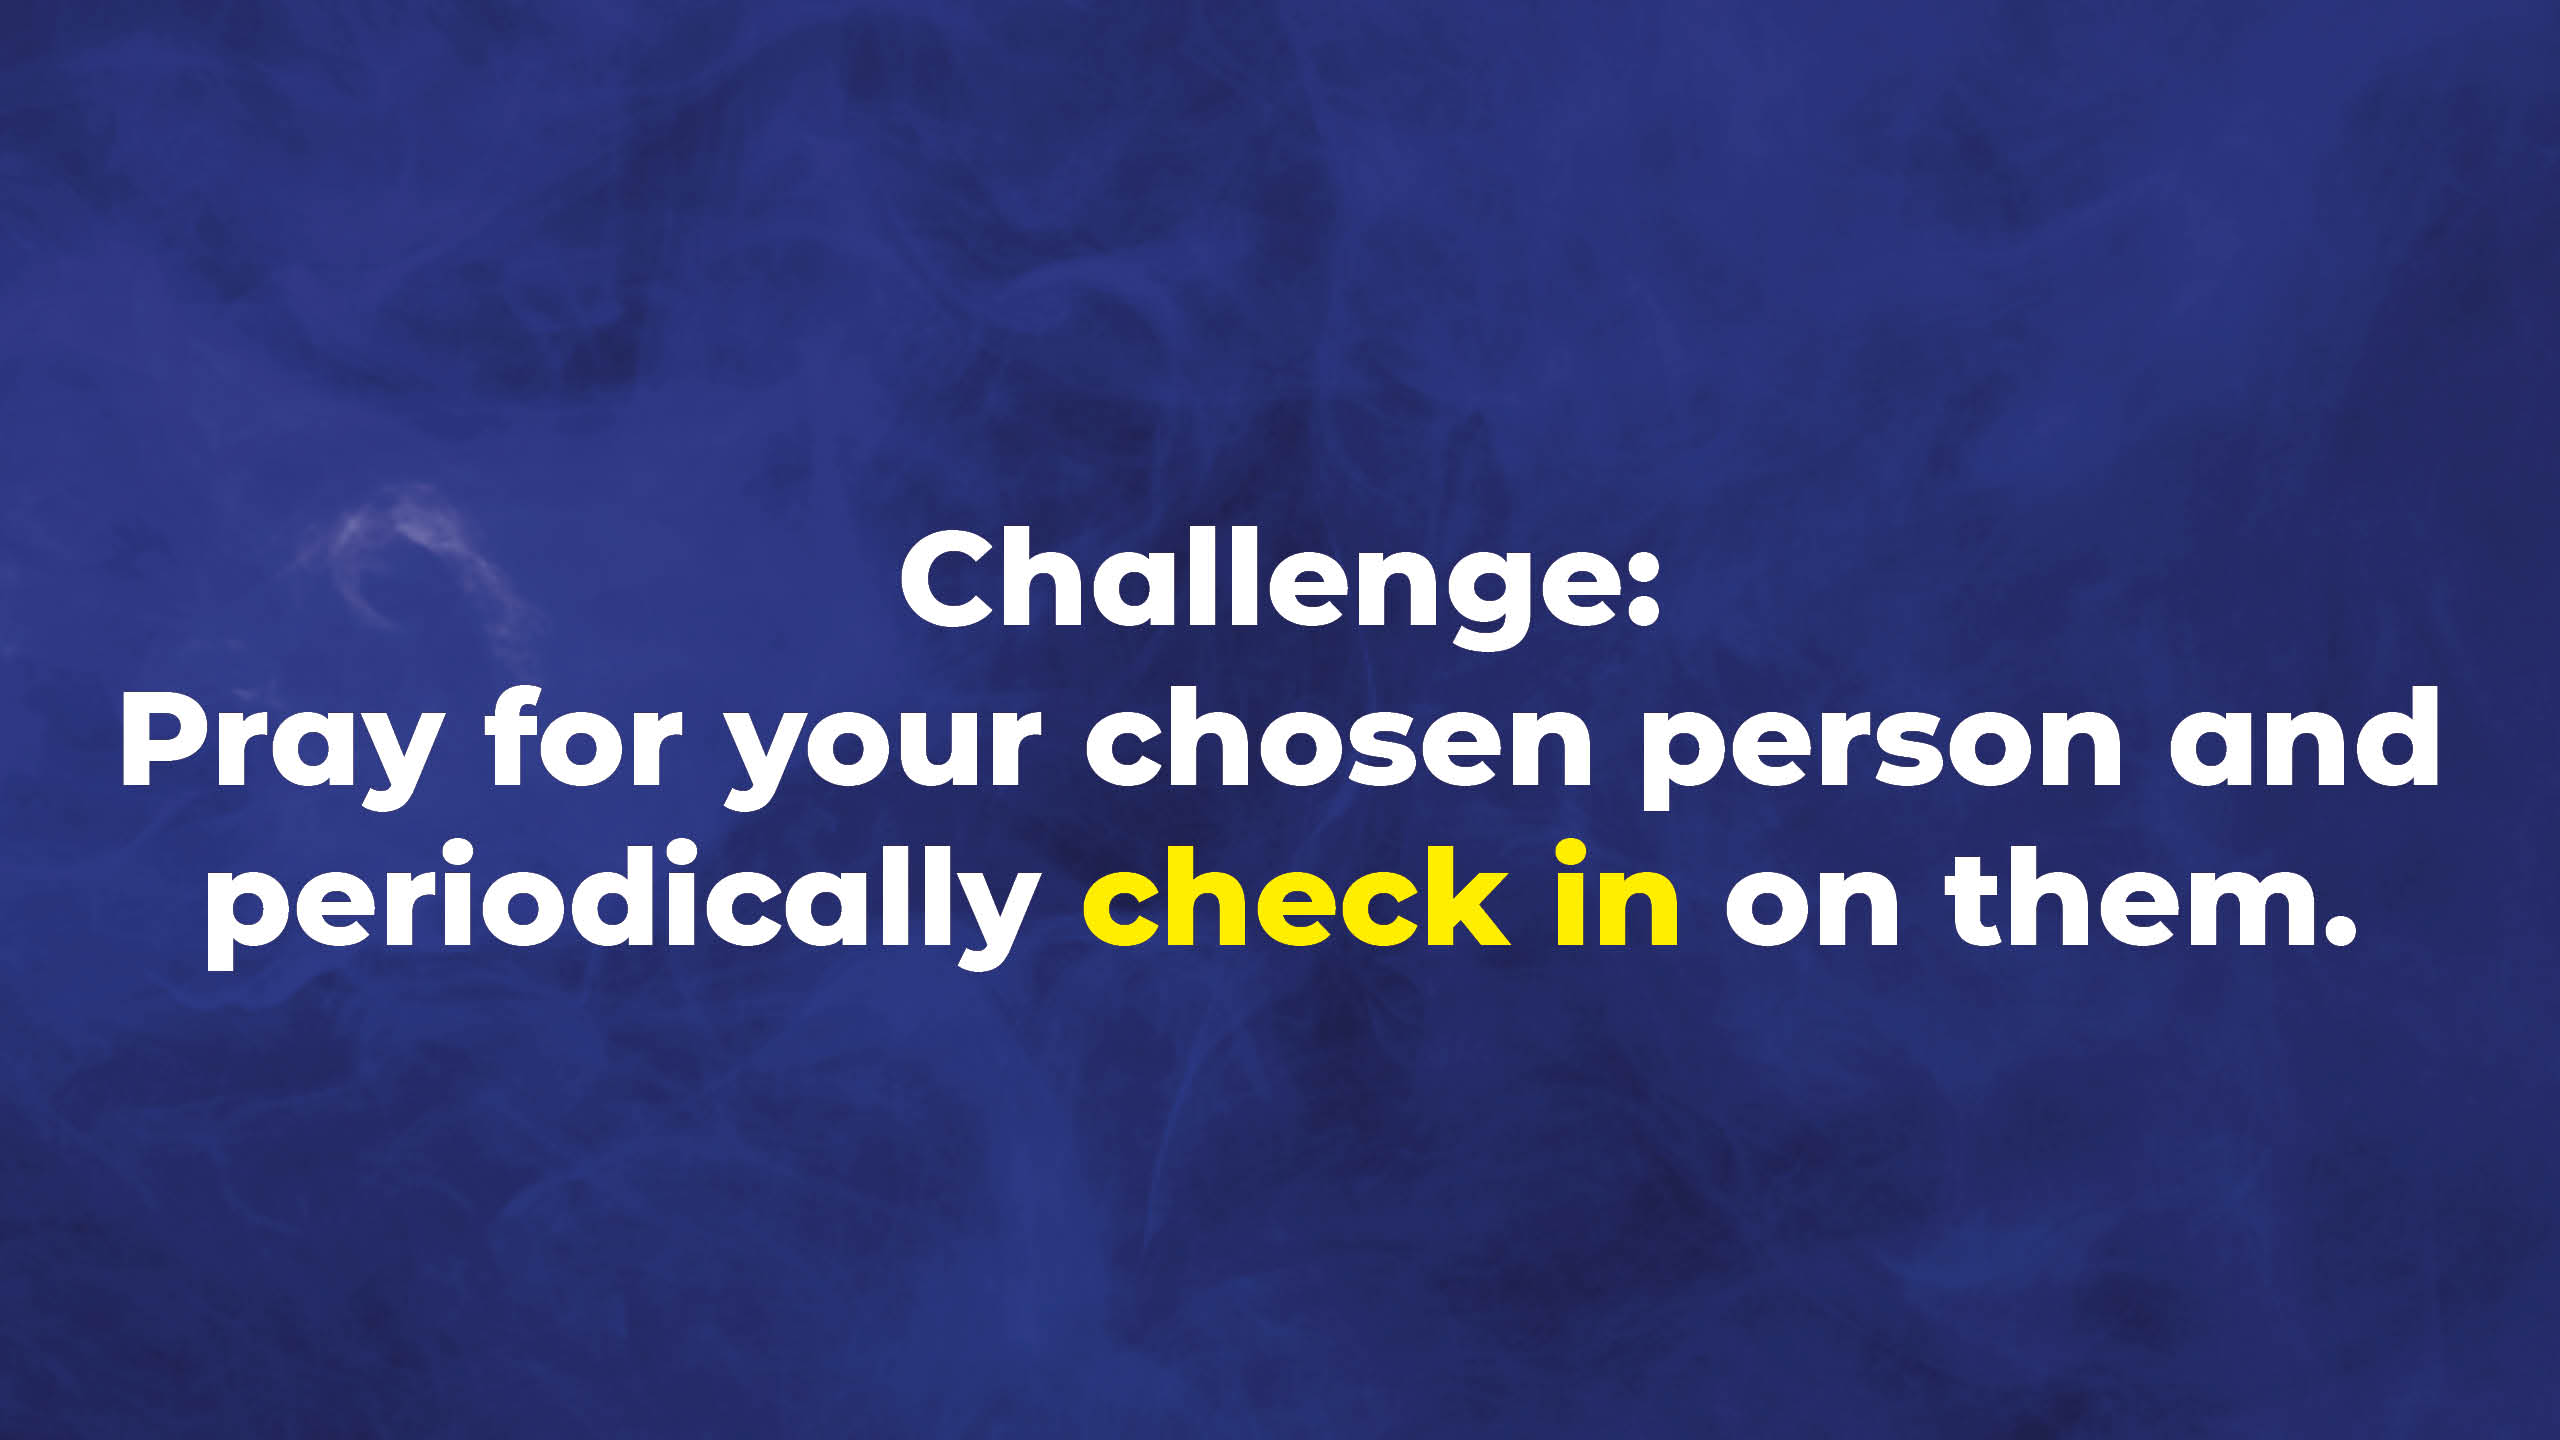 Challenge:
Pray for your chosen person and
periodically check in on them.